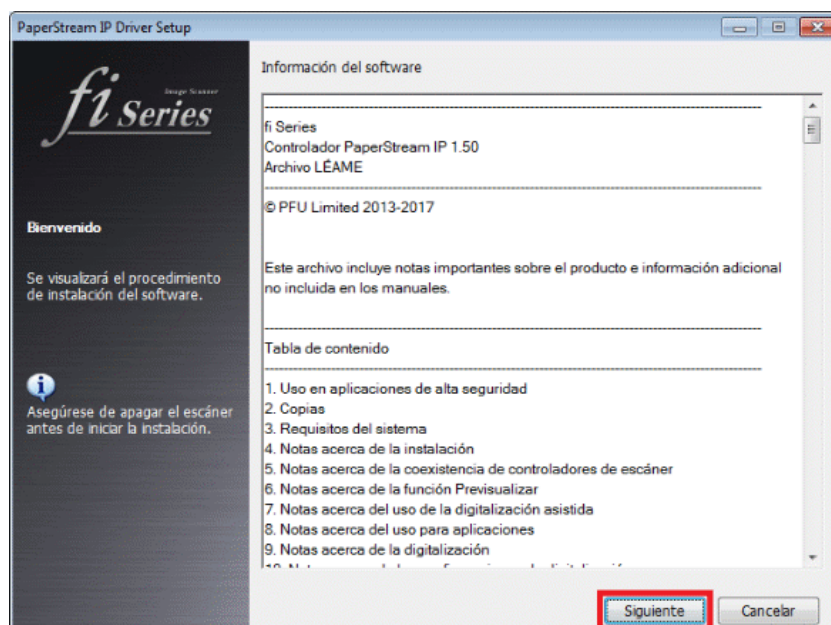 PaperStream IP Driver Setup
Image Scanner
fi Series
Bienvenido
Se visualizará el procedimiento
de instalación del software.
Asegúrese de apagar el escáner
antes de iniciar la instalación.
Información del software
fi Series
Controlador PaperStream IP 1.50
Archivo LÉAME
© PFU Limited 2013-2017
Este archivo incluye notas importantes sobre el producto e información adicional
no incluida en los manuales.
Tabla de contenido
1. Uso en aplicaciones de alta seguridad
2. Copias
3. Requisitos del sistema
4. Notas acerca de la instalación
5. Notas acerca de la coexistencia de controladores de escáner
6. Notas acerca de la función Previsualizar
7. Notas acerca del uso de la digitalización asistida
8. Notas acerca del uso para aplicaciones
9. Notas acerca de la digitalización
Siguiente
Cancelar